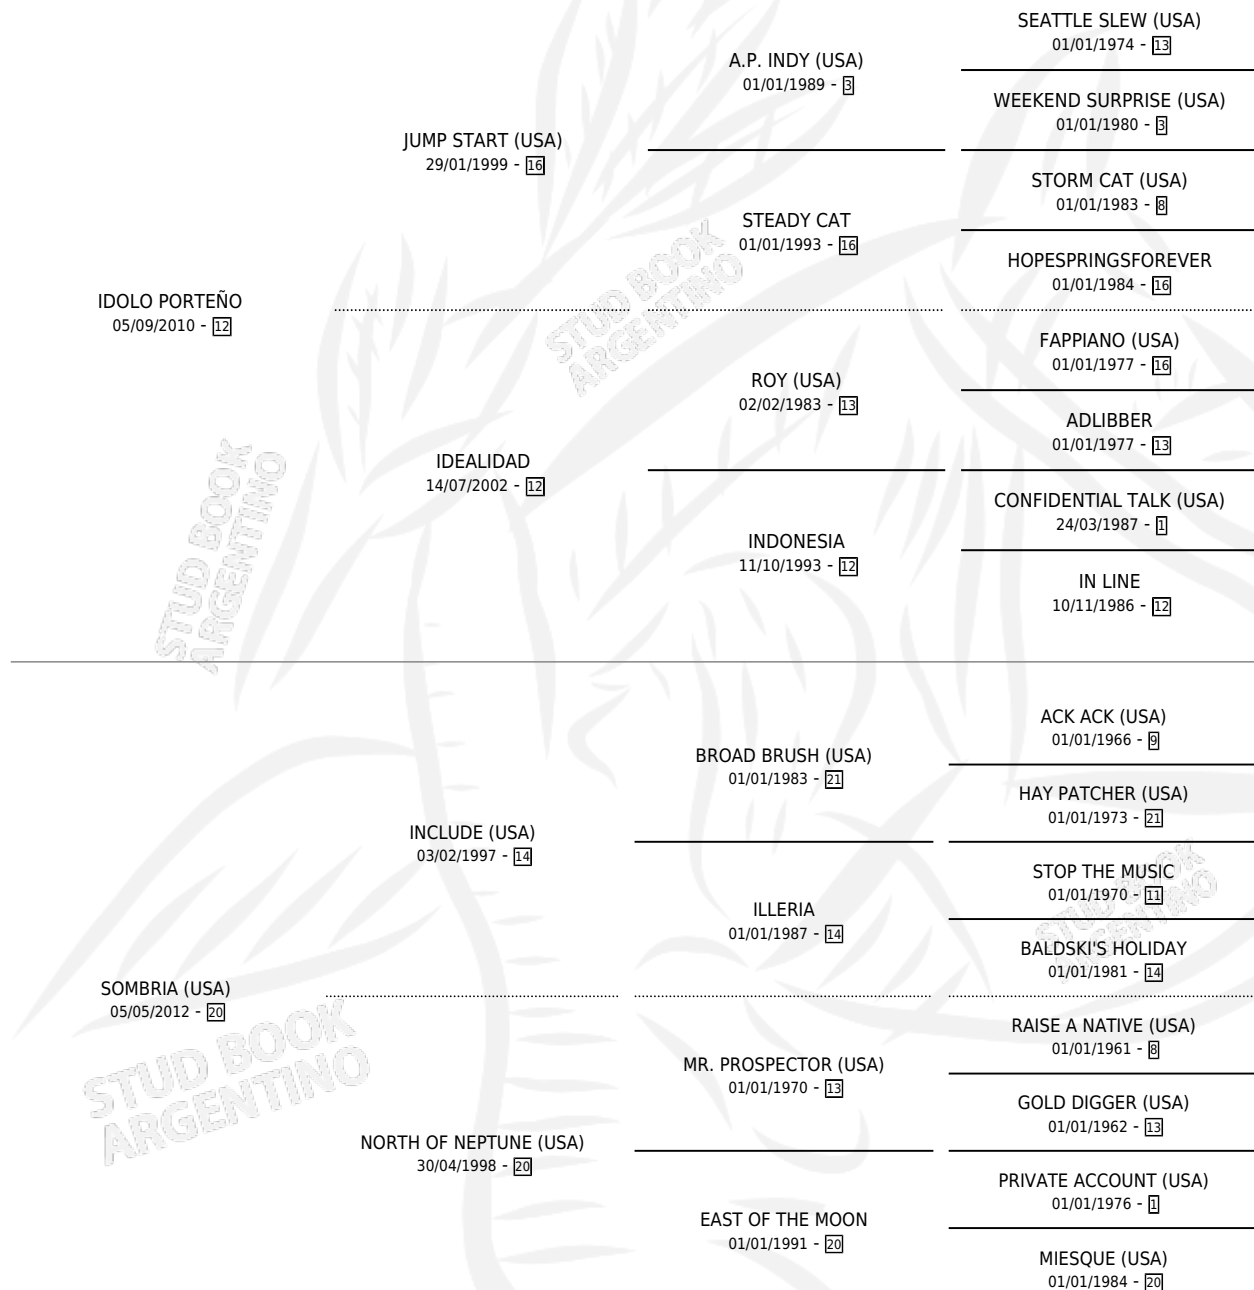 SEATTLE SLEW (USA)
01/01/1974 - 13
A.P. INDY (USA)
01/01/1989 - 3
WEEKEND SURPRISE (USA)
01/01/1980 - 3
JUMP START (USA)
29/01/1999 - 16
STORM CAT (USA)
01/01/1983 - 8
STEADY CAT
01/01/1993 - 16
HOPESPRINGSFOREVER
01/01/1984 - 16
IDOLO PORTEÑO
05/09/2010 - 12
FAPPIANO (USA)
01/01/1977 - 16
ROY (USA)
02/02/1983 - 13
ADLIBBER
01/01/1977 - 13
IDEALIDAD
14/07/2002 - 12
CONFIDENTIAL TALK (USA)
24/03/1987 - 1
INDONESIA
11/10/1993 - 12
IN LINE
10/11/1986 - 12
STUD BOOK
ARGENTINO
STUD BOOK
ARGENTINO
ACK ACK (USA)
01/01/1966 - 9
BROAD BRUSH (USA)
01/01/1983 - 21
HAY PATCHER (USA)
01/01/1973 - 21
INCLUDE (USA)
03/02/1997 - 14
STOP THE MUSIC
01/01/1970 - 11
ILLERIA
01/01/1987 - 14
BALDSKI'S HOLIDAY
01/01/1981 - 14
SOMBRIA (USA)
05/05/2012 - 20
RAISE A NATIVE (USA)
01/01/1961 - 8
MR. PROSPECTOR (USA)
01/01/1970 - 13
GOLD DIGGER (USA)
01/01/1962 - 13
NORTH OF NEPTUNE (USA)
30/04/1998 - 20
PRIVATE ACCOUNT (USA)
01/01/1976 - 1
EAST OF THE MOON
01/01/1991 - 20
MIESQUE (USA)
01/01/1984 - 20
STUD BOOK
ARGENTINO
STUD BOOK
ARGENTINO